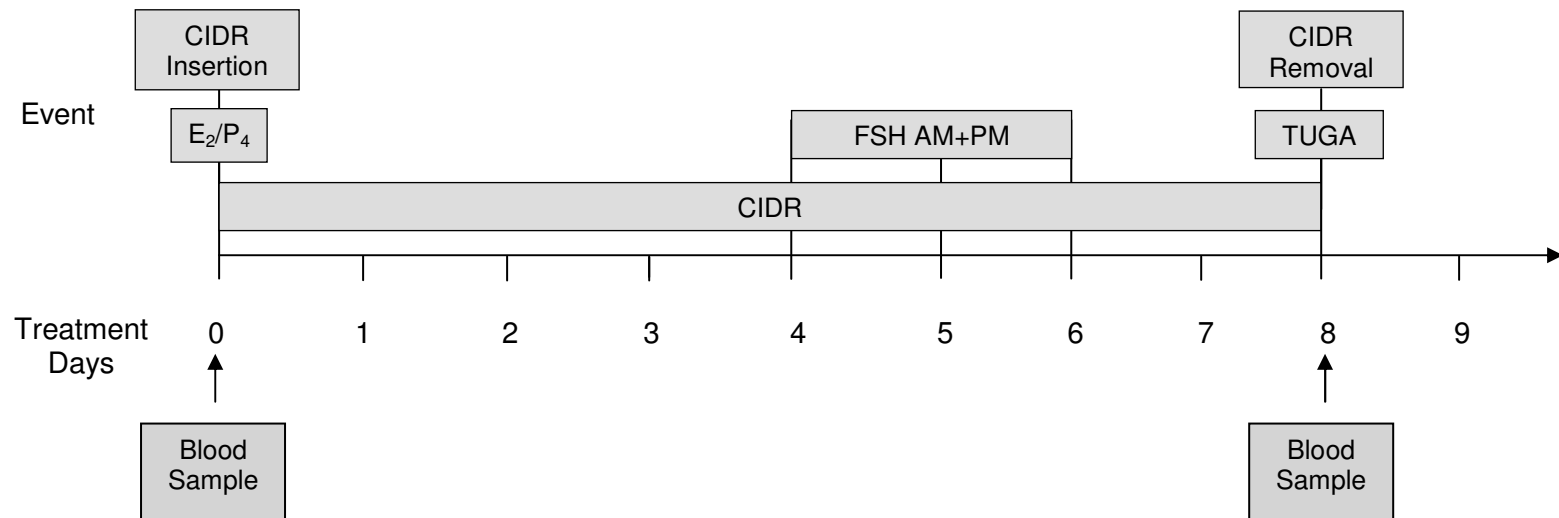 CIDR
Insertion
CIDR
Removal
Event
E₂/P₄
FSH AM+PM
TUGA
CIDR
Treatment
Days
0 1 2 3 4 5 6 7 8 9
Blood
Sample
Blood
Sample